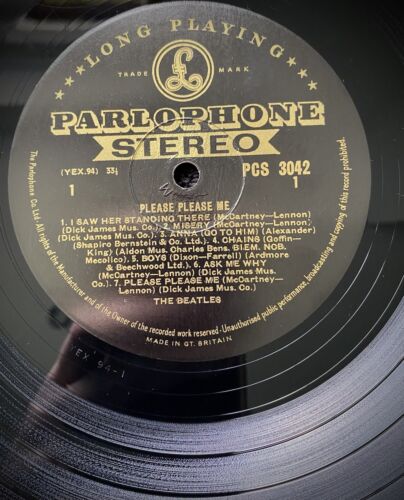 LONG PLAYING
TRADE MARK
£
PARLOPHONE
STEREO
(YEX.94) 33⅓
PCS 3042
1
1
PLEASE PLEASE ME
1. I SAW HER STANDING THERE (McCartney—Lennon)
(Dick James Mus. Co.). 2. MISERY (McCartney—Lennon)
(Dick James Mus. Co.) 3. ANNA (GO TO HIM) (Alexander)
(Shapiro Bernstein & Co. Ltd.) 4. CHAINS (Goffin—
King) (Aldon Mus. Charles Bens. BIEM. NCB.
Mecolico). 5. BOYS (Dixon—Farrell) (Ardmore
& Beechwood Ltd.). 6. ASK ME WHY
(McCartney—Lennon) (Dick James Mus.
Co.). 7. PLEASE PLEASE ME (McCartney—
Lennon) (Dick James Mus. Co.)
THE BEATLES
The Parlophone Co. Ltd. All rights of the Manufacturer and of the Owner of the recorded work reserved · Unauthorised public performance, broadcasting and copying of this record prohibited.
MADE IN GT. BRITAIN
YEX 94-1